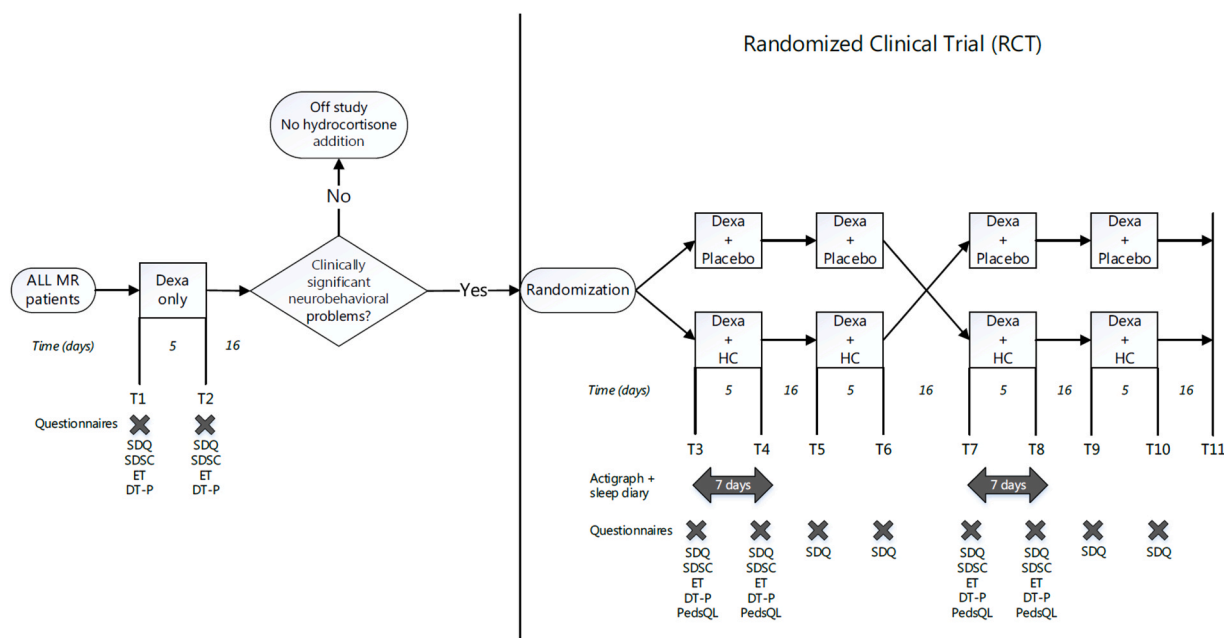 Randomized Clinical Trial (RCT)
Off study
No hydrocortisone
addition
No
ALL MR
patients
Dexa
only
Clinically
significant
neurobehavioral
problems?
Yes
Randomization
Dexa
+
Placebo
Dexa
+
Placebo
Dexa
+
Placebo
Dexa
+
Placebo
Dexa
+
HC
Dexa
+
HC
Dexa
+
HC
Dexa
+
HC
Time (days) 5 16
T1 T2
Questionnaires
SDQ SDQ
SDSC SDSC
ET ET
DT-P DT-P
Time (days) 5 16 5 16 5 16 5 16
T3 T4 T5 T6 T7 T8 T9 T10 T11
Actigraph +
sleep diary
7 days 7 days
Questionnaires
SDQ SDQ SDQ SDQ SDQ SDQ SDQ SDQ
SDSC SDSC SDSC SDSC
ET ET ET ET
DT-P DT-P DT-P DT-P
PedsQL PedsQL PedsQL PedsQL